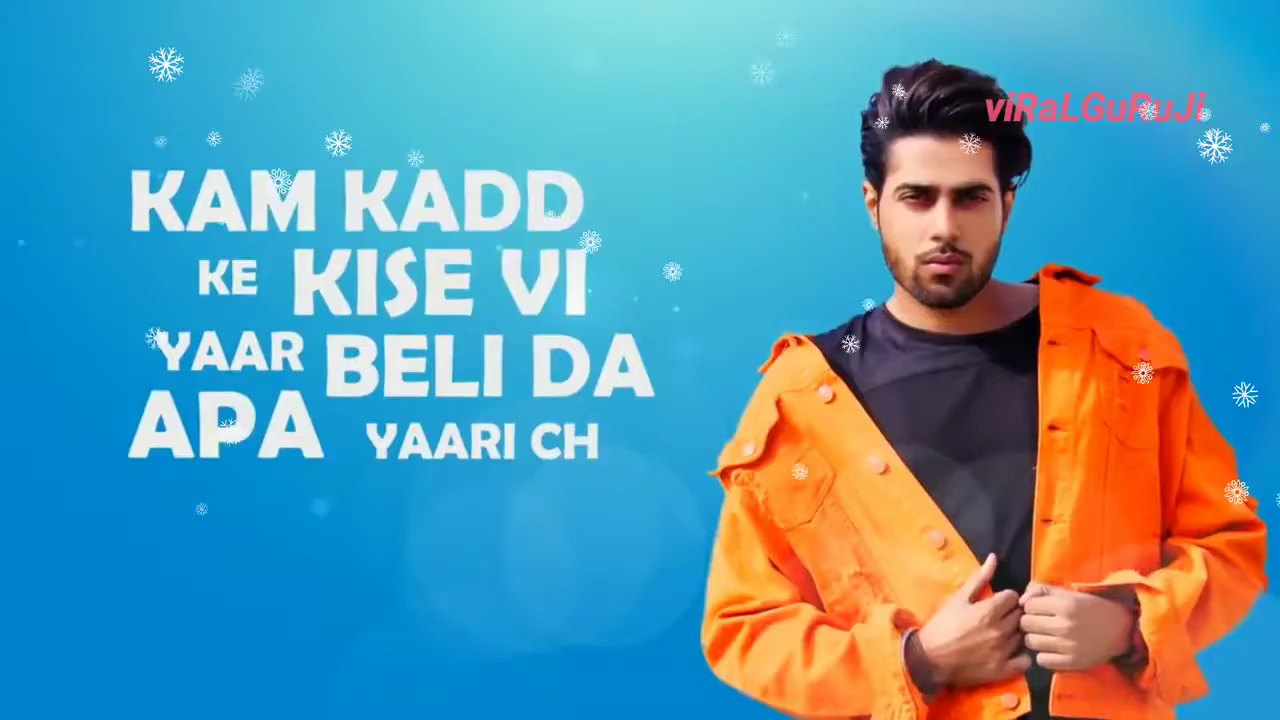 viRaLGuRuJi
KAM KADD
KE KISE VI
YAAR BELI DA
APA YAARI CH